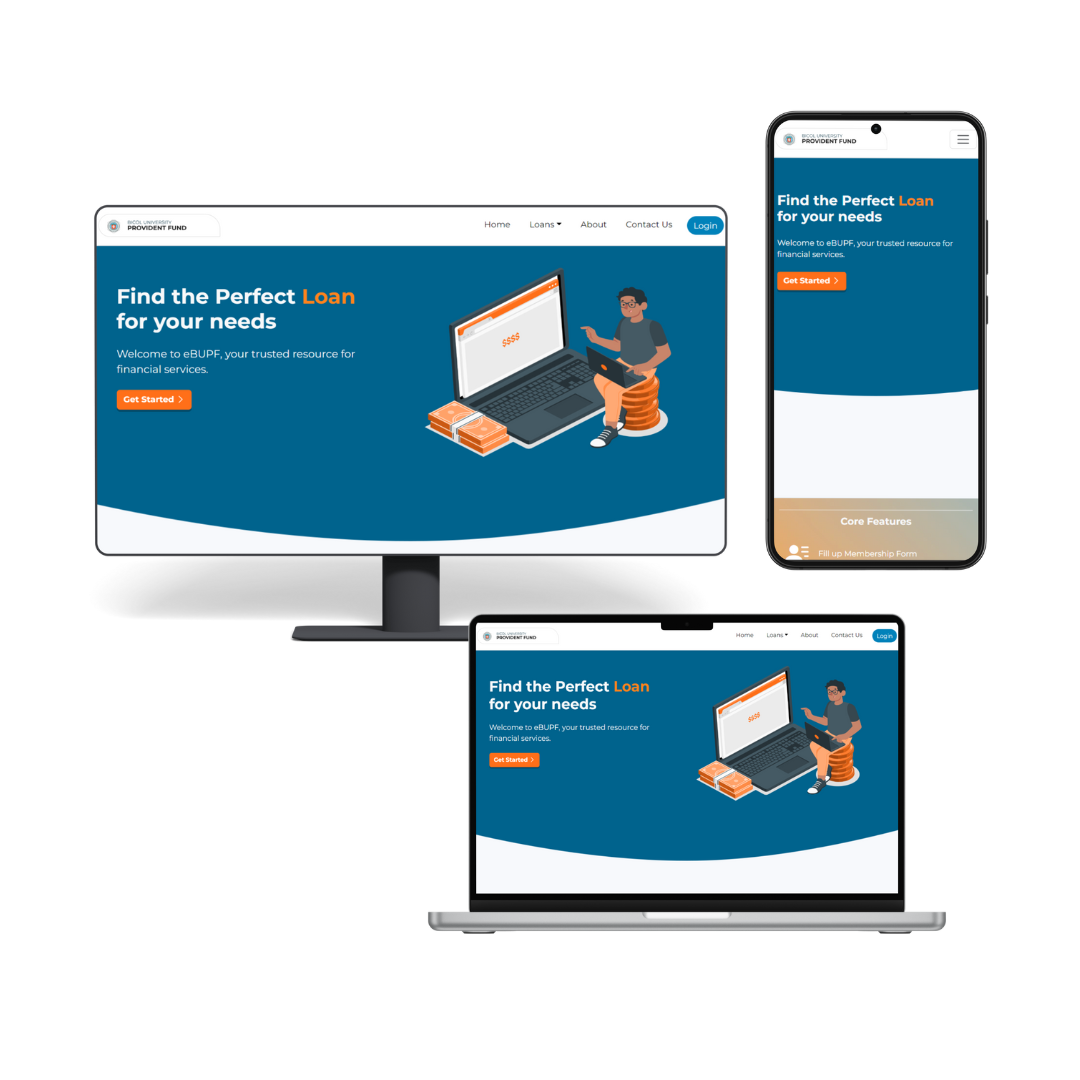 BICOL UNIVERSITY
PROVIDENT FUND
Home Loans About Contact Us Login
Find the Perfect Loan
for your needs
Welcome to eBUPF, your trusted resource for
financial services.
Get Started
$$$$
BICOL UNIVERSITY
PROVIDENT FUND
Find the Perfect Loan
for your needs
Welcome to eBUPF, your trusted resource for
financial services.
Get Started
Core Features
Fill up Membership Form
BICOL UNIVERSITY
PROVIDENT FUND
Home Loans About Contact Us Login
Find the Perfect Loan
for your needs
Welcome to eBUPF, your trusted resource for
financial services.
Get Started
$$$$